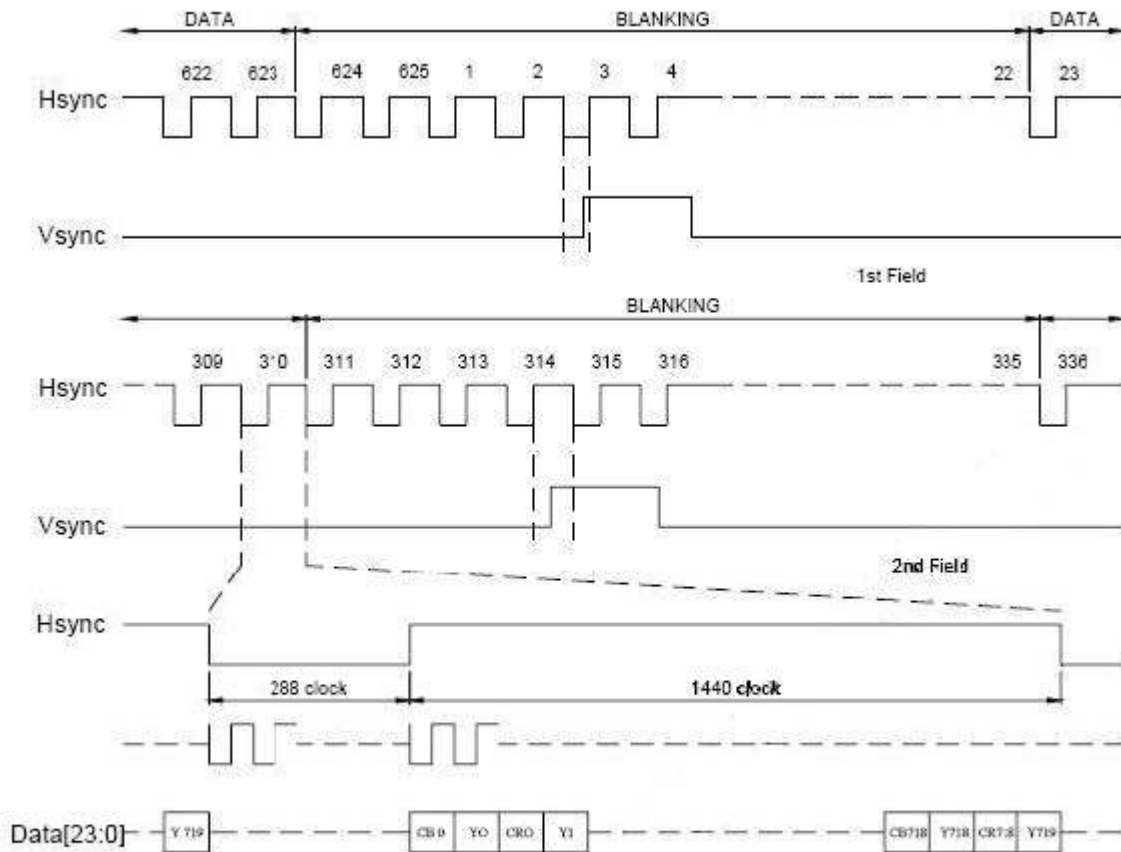 DATA BLANKING DATA
622 623 624 625 1 2 3 4 22 23
Hsync
Vsync
1st Field
BLANKING
309 310 311 312 313 314 315 316 335 336
Hsync
Vsync
2nd Field
Hsync
288 clock 1440 clock
Data[23:0] Y 719 CB 0 Y0 CR0 Y1 CB718 Y718 CR718 Y719